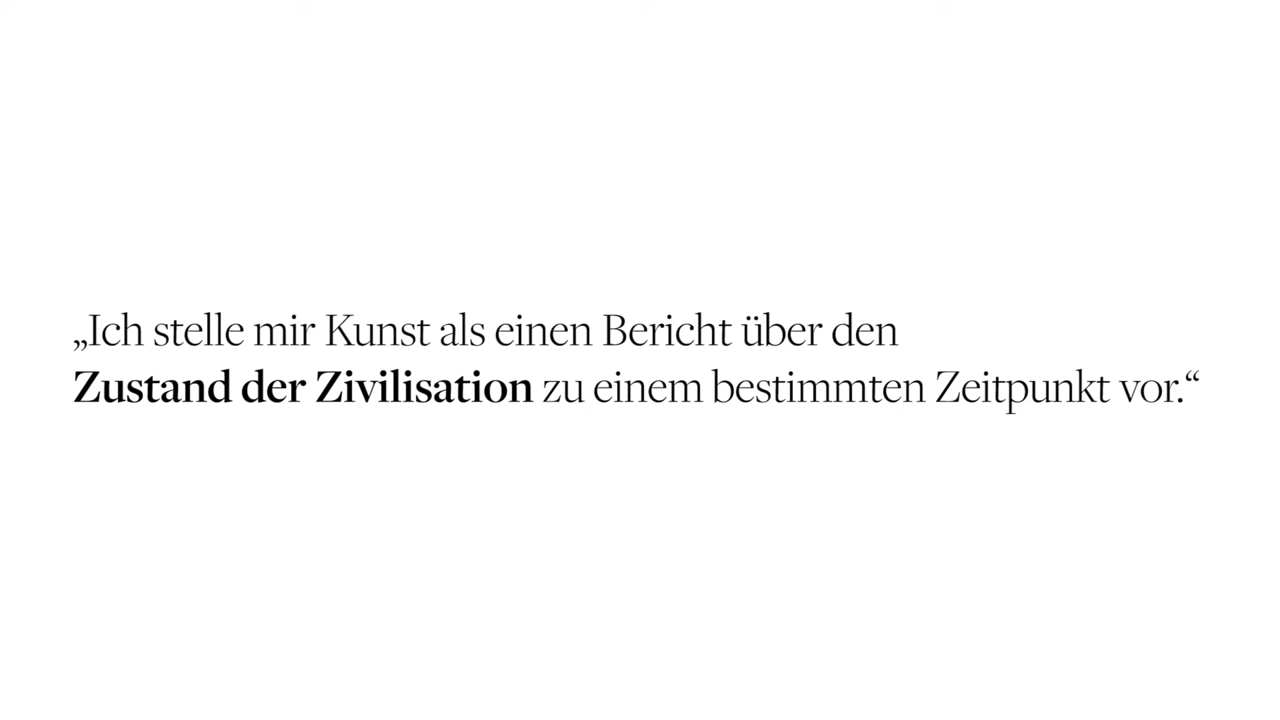 „Ich stelle mir Kunst als einen Bericht über den
Zustand der Zivilisation zu einem bestimmten Zeitpunkt vor.“